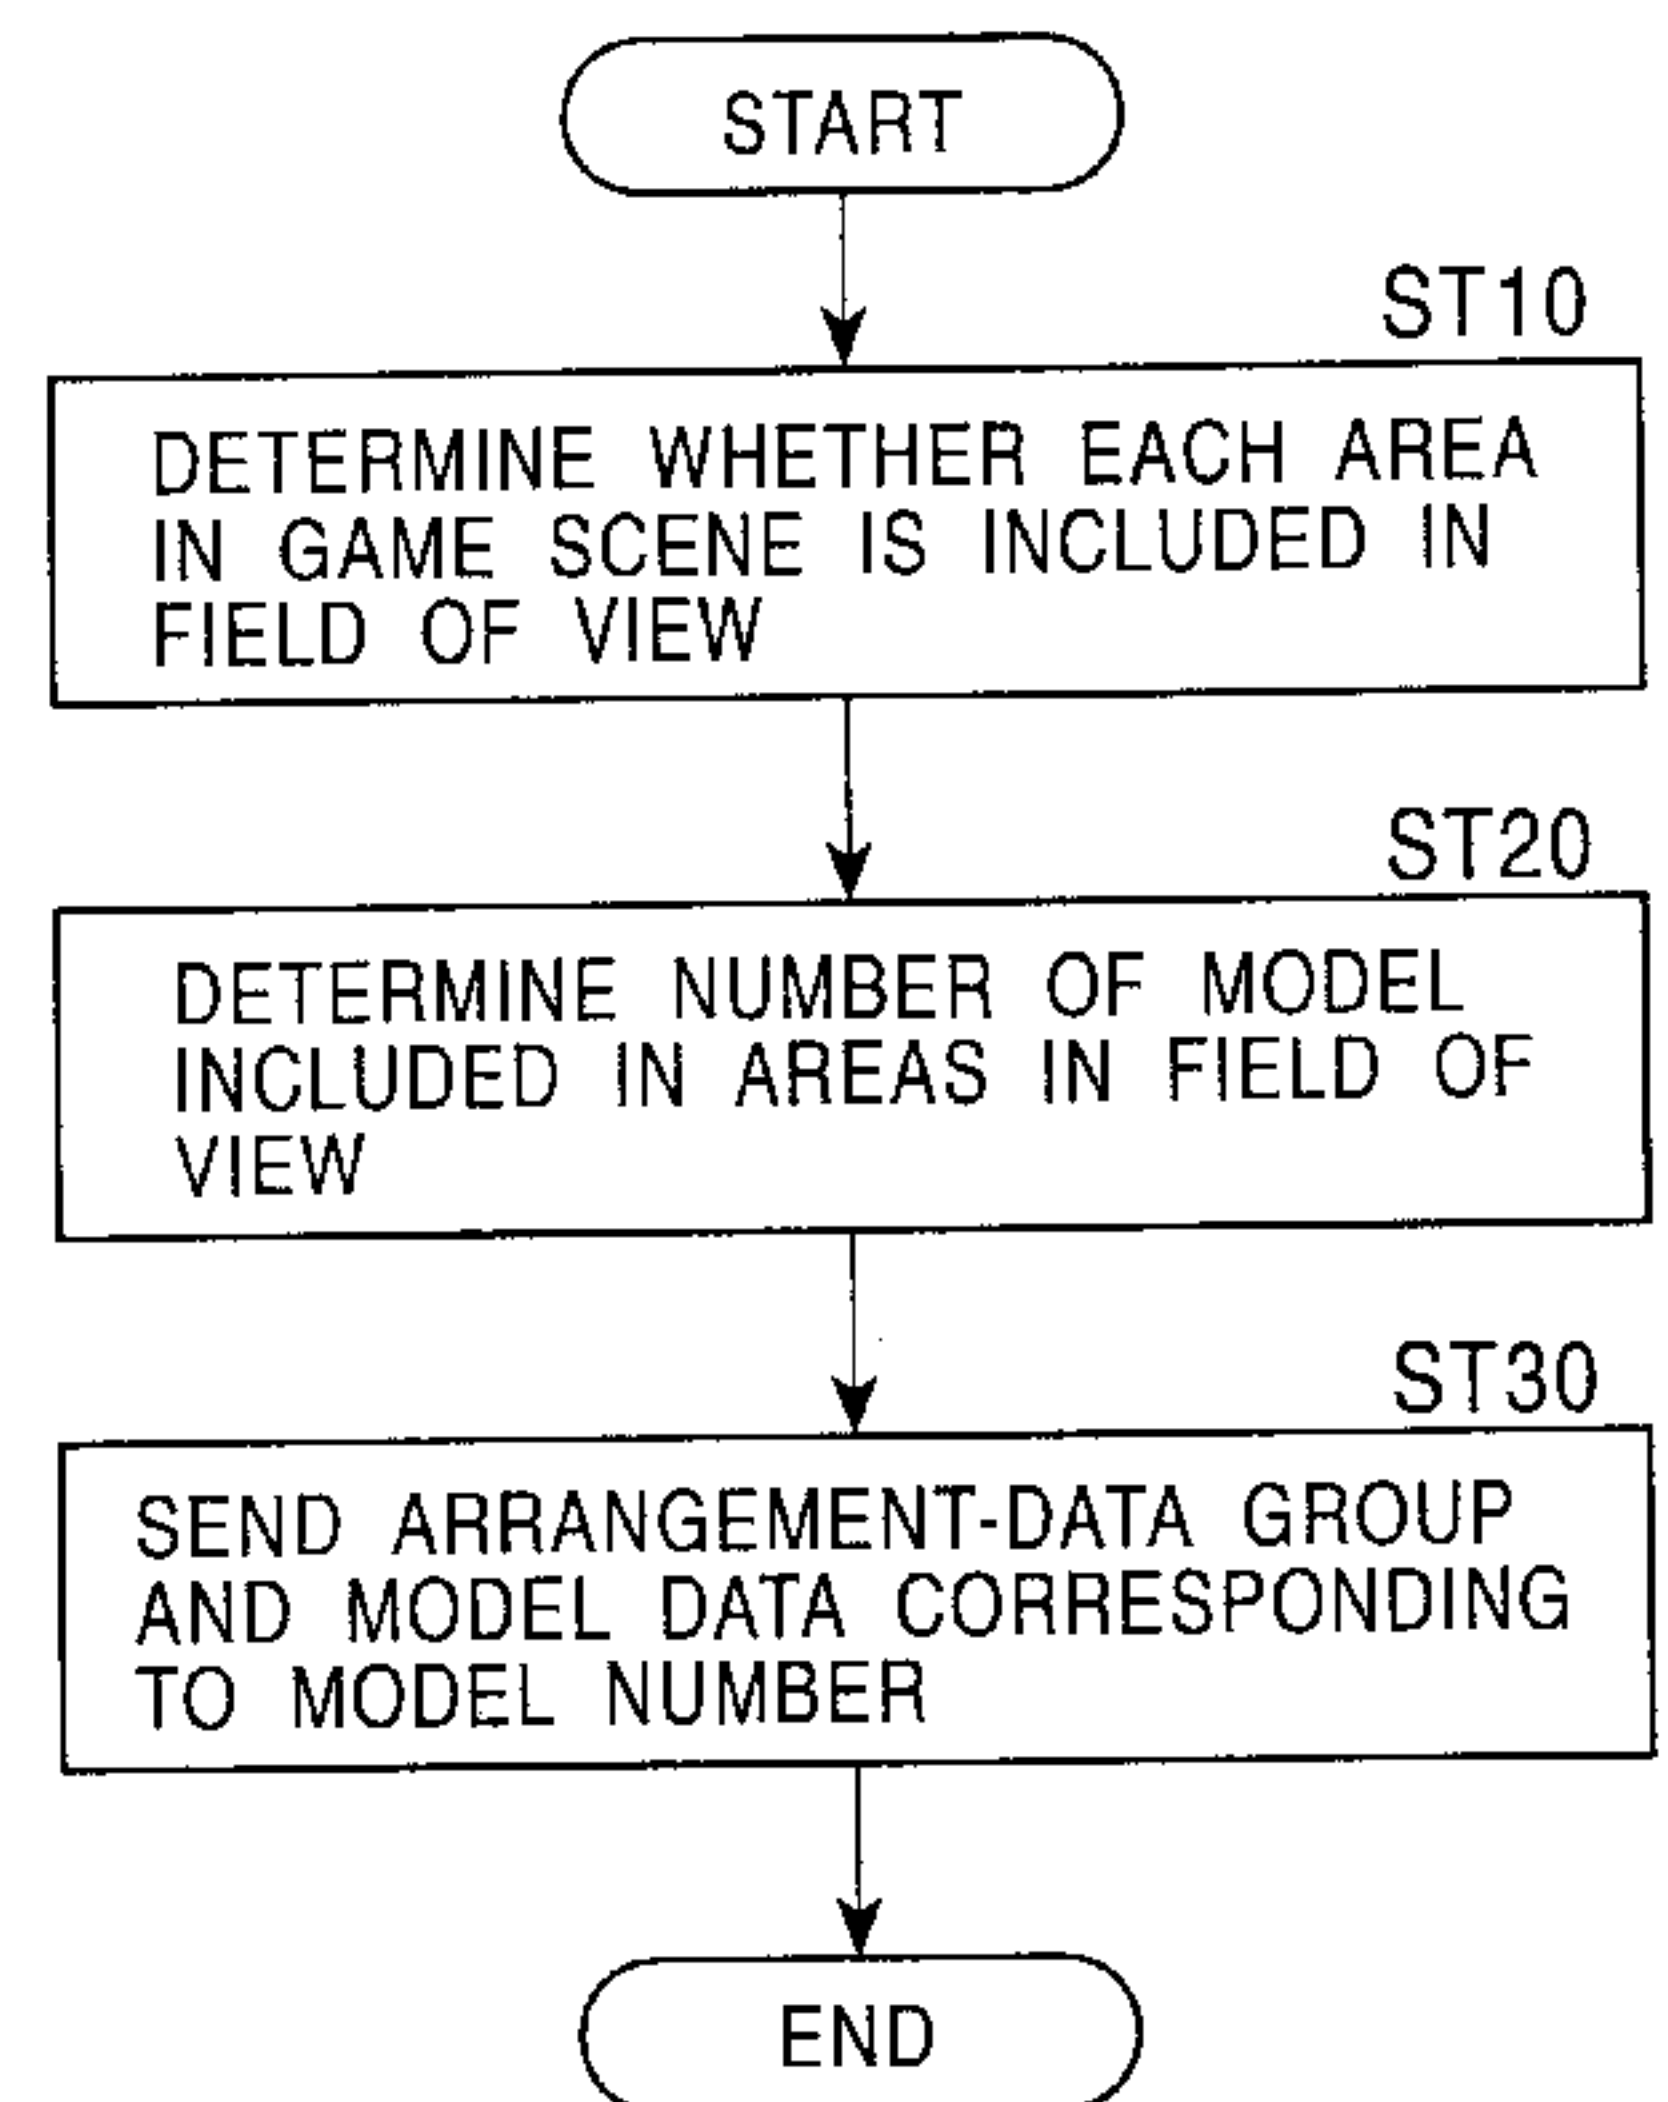 START
ST10
DETERMINE WHETHER EACH AREA
IN GAME SCENE IS INCLUDED IN
FIELD OF VIEW
ST20
DETERMINE NUMBER OF MODEL
INCLUDED IN AREAS IN FIELD OF
VIEW
ST30
SEND ARRANGEMENT-DATA GROUP
AND MODEL DATA CORRESPONDING
TO MODEL NUMBER
END